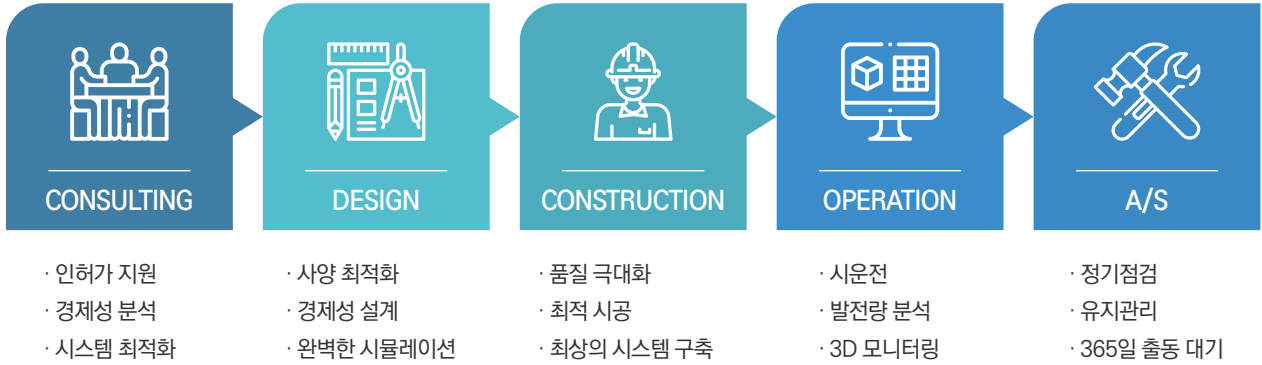 CONSULTING
· 인허가 지원
· 경제성 분석
· 시스템 최적화
DESIGN
· 사양 최적화
· 경제성 설계
· 완벽한 시뮬레이션
CONSTRUCTION
· 품질 극대화
· 최적 시공
· 최상의 시스템 구축
OPERATION
· 시운전
· 발전량 분석
· 3D 모니터링
A/S
· 정기점검
· 유지관리
· 365일 출동 대기